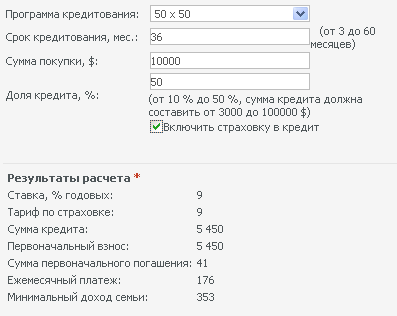 Программа кредитования: 50 x 50
Срок кредитования, мес.: 36 (от 3 до 60 месяцев)
Сумма покупки, $: 10000
Доля кредита, %: 50
(от 10 % до 50 %, сумма кредита должна
составить от 3000 до 100000 $)
Включить страховку в кредит
Результаты расчета *
Ставка, % годовых: 9
Тариф по страховке: 9
Сумма кредита: 5 450
Первоначальный взнос: 5 450
Сумма первоначального погашения: 41
Ежемесячный платеж: 176
Минимальный доход семьи: 353